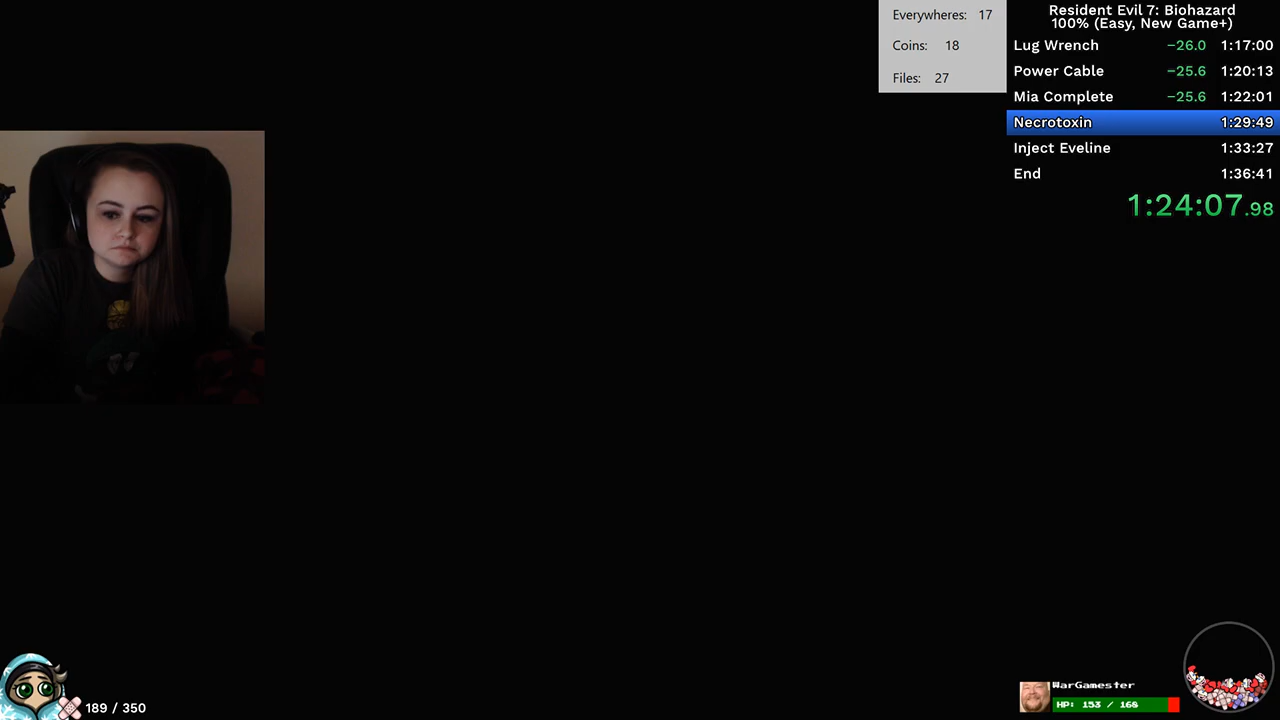 Everywheres: 17
Coins: 18
Files: 27
Resident Evil 7: Biohazard
100% (Easy, New Game+)
Lug Wrench −26.0 1:17:00
Power Cable −25.6 1:20:13
Mia Complete −25.6 1:22:01
Necrotoxin 1:29:49
Inject Eveline 1:33:27
End 1:36:41
1:24:07.98
WarGamester
HP: 153 / 168
189 / 350